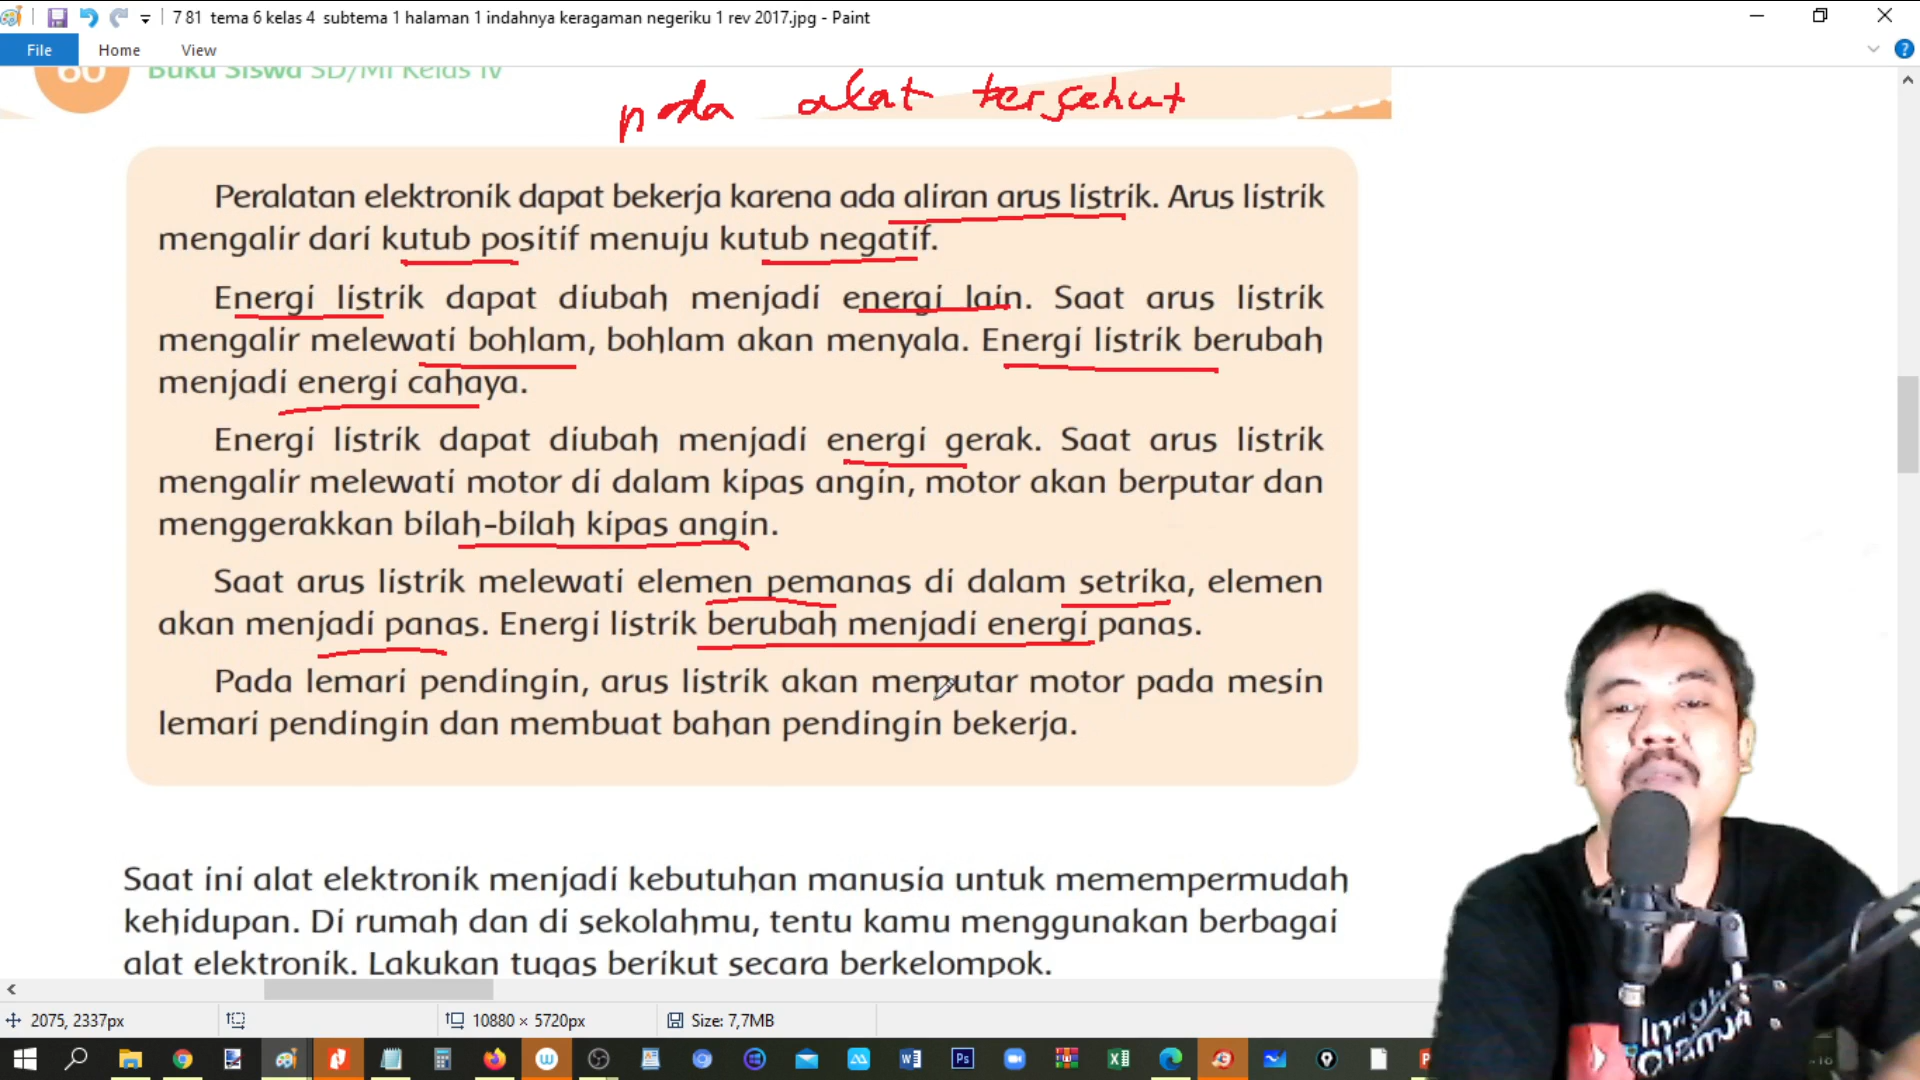 7 81  tema 6 kelas 4  subtema 1 halaman 1 indahnya keragaman negeriku 1 rev 2017.jpg - Paint
File Home View
80 Buku Siswa SD/MI Kelas IV
pada alat tersebut
Peralatan elektronik dapat bekerja karena ada aliran arus listrik. Arus listrik
mengalir dari kutub positif menuju kutub negatif.
Energi listrik dapat diubah menjadi energi lain. Saat arus listrik
mengalir melewati bohlam, bohlam akan menyala. Energi listrik berubah
menjadi energi cahaya.
Energi listrik dapat diubah menjadi energi gerak. Saat arus listrik
mengalir melewati motor di dalam kipas angin, motor akan berputar dan
menggerakkan bilah-bilah kipas angin.
Saat arus listrik melewati elemen pemanas di dalam setrika, elemen
akan menjadi panas. Energi listrik berubah menjadi energi panas.
Pada lemari pendingin, arus listrik akan memutar motor pada mesin
lemari pendingin dan membuat bahan pendingin bekerja.
Saat ini alat elektronik menjadi kebutuhan manusia untuk memempermudah
kehidupan. Di rumah dan di sekolahmu, tentu kamu menggunakan berbagai
alat elektronik. Lakukan tugas berikut secara berkelompok.
2075, 2337px
10880 × 5720px
Size: 7,7MB